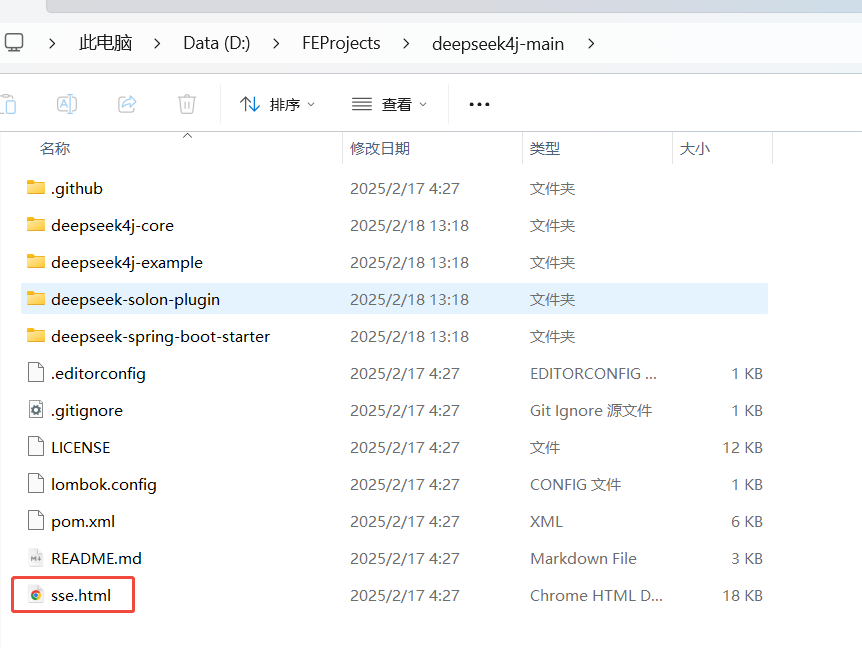 此电脑 > Data (D:) > FEProjects > deepseek4j-main >
排序 查看
名称 修改日期 类型 大小
.github 2025/2/17 4:27 文件夹
deepseek4j-core 2025/2/18 13:18 文件夹
deepseek4j-example 2025/2/18 13:18 文件夹
deepseek-solon-plugin 2025/2/18 13:18 文件夹
deepseek-spring-boot-starter 2025/2/18 13:18 文件夹
.editorconfig 2025/2/17 4:27 EDITORCONFIG ... 1 KB
.gitignore 2025/2/17 4:27 Git Ignore 源文件 1 KB
LICENSE 2025/2/17 4:27 文件 12 KB
lombok.config 2025/2/17 4:27 CONFIG 文件 1 KB
pom.xml 2025/2/17 4:27 XML 6 KB
README.md 2025/2/17 4:27 Markdown File 3 KB
sse.html 2025/2/17 4:27 Chrome HTML D... 18 KB